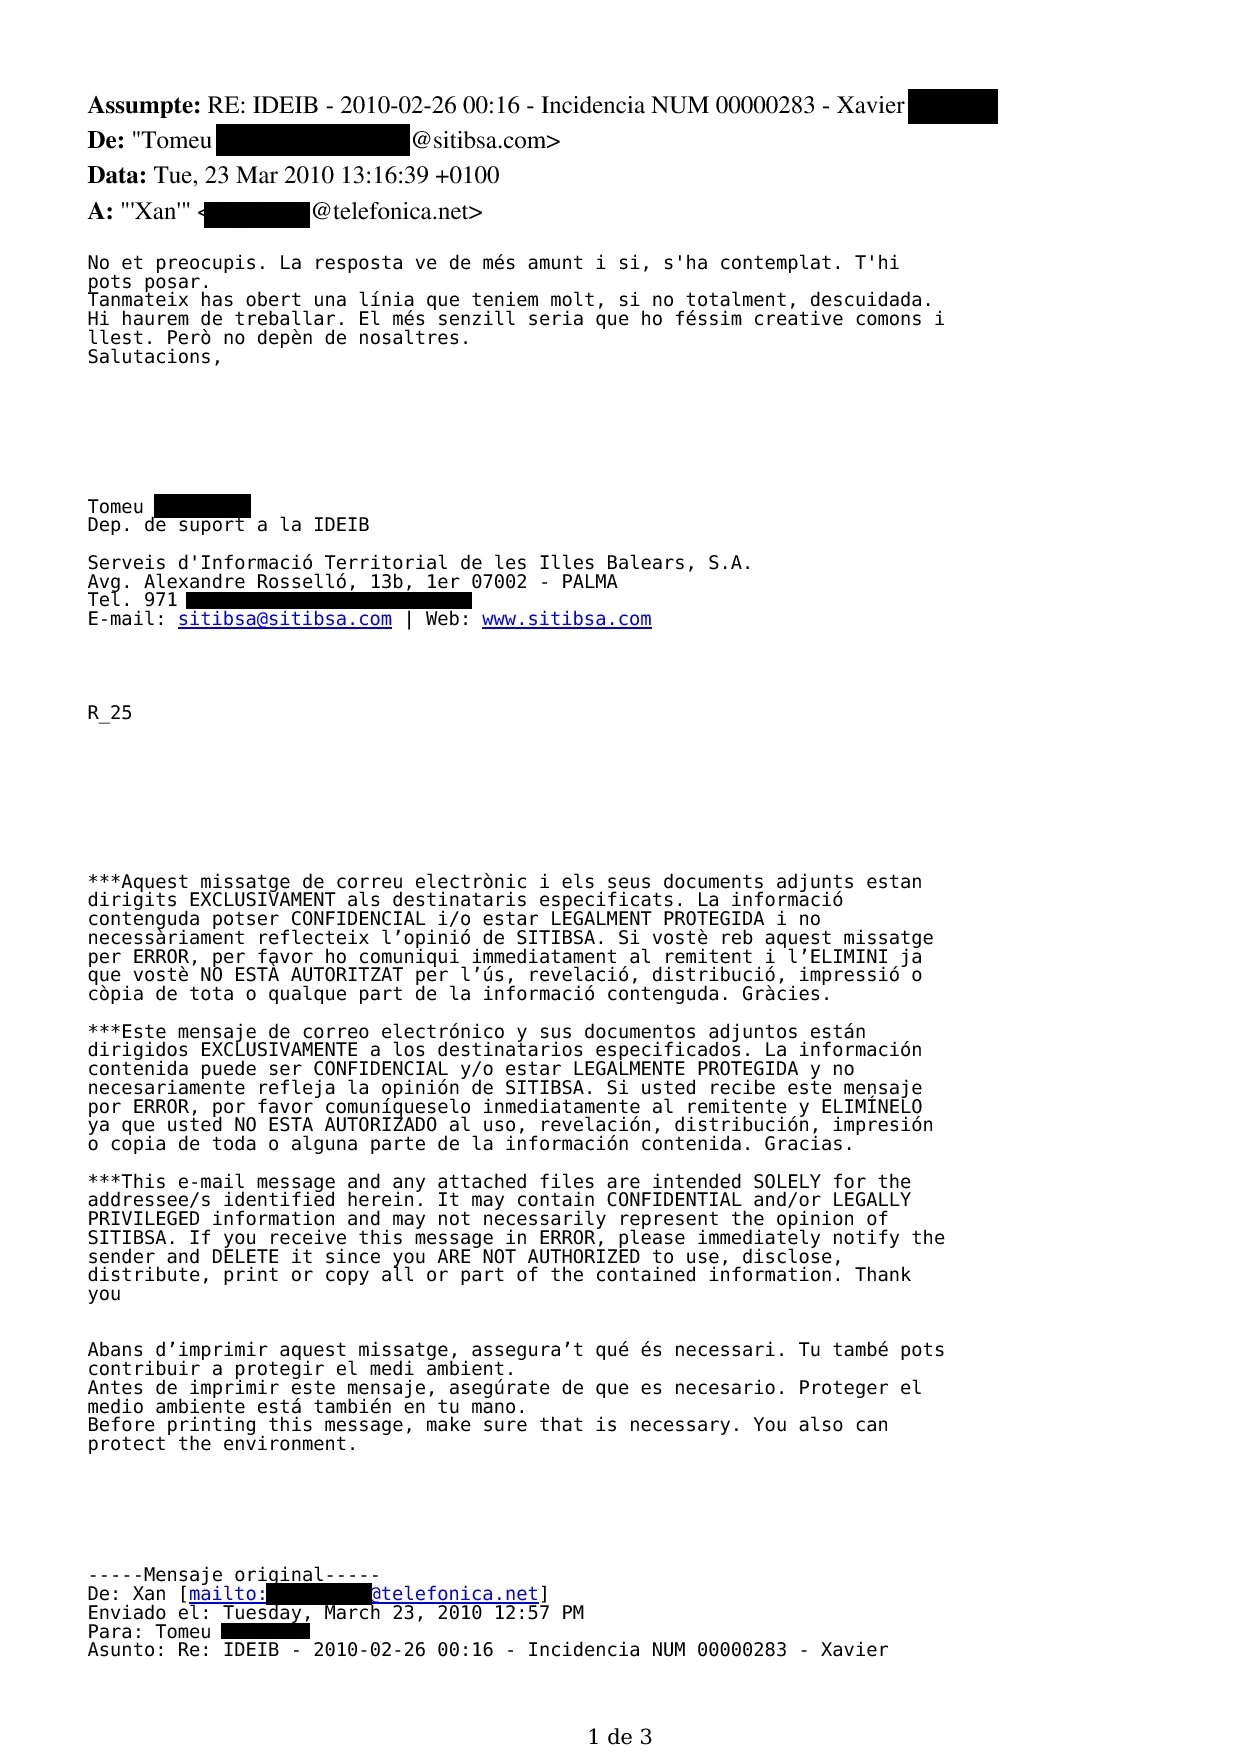 Assumpte: RE: IDEIB - 2010-02-26 00:16 - Incidencia NUM 00000283 - Xavier
De: "Tomeu @sitibsa.com>
Data: Tue, 23 Mar 2010 13:16:39 +0100
A: "'Xan'" < @telefonica.net>
No et preocupis. La resposta ve de més amunt i si, s'ha contemplat. T'hi
pots posar.
Tanmateix has obert una línia que teniem molt, si no totalment, descuidada.
Hi haurem de treballar. El més senzill seria que ho féssim creative comons i
llest. Però no depèn de nosaltres.
Salutacions,
Tomeu
Dep. de suport a la IDEIB
Serveis d'Informació Territorial de les Illes Balears, S.A.
Avg. Alexandre Rosselló, 13b, 1er 07002 - PALMA
Tel. 971
E-mail: sitibsa@sitibsa.com | Web: www.sitibsa.com
R_25
***Aquest missatge de correu electrònic i els seus documents adjunts estan
dirigits EXCLUSIVAMENT als destinataris especificats. La informació
contenguda potser CONFIDENCIAL i/o estar LEGALMENT PROTEGIDA i no
necessàriament reflecteix l’opinió de SITIBSA. Si vostè reb aquest missatge
per ERROR, per favor ho comuniqui immediatament al remitent i l’ELIMINI ja
que vostè NO ESTÀ AUTORITZAT per l’ús, revelació, distribució, impressió o
còpia de tota o qualque part de la informació contenguda. Gràcies.
***Este mensaje de correo electrónico y sus documentos adjuntos están
dirigidos EXCLUSIVAMENTE a los destinatarios especificados. La información
contenida puede ser CONFIDENCIAL y/o estar LEGALMENTE PROTEGIDA y no
necesariamente refleja la opinión de SITIBSA. Si usted recibe este mensaje
por ERROR, por favor comuníqueselo inmediatamente al remitente y ELIMÍNELO
ya que usted NO ESTA AUTORIZADO al uso, revelación, distribución, impresión
o copia de toda o alguna parte de la información contenida. Gracias.
***This e-mail message and any attached files are intended SOLELY for the
addressee/s identified herein. It may contain CONFIDENTIAL and/or LEGALLY
PRIVILEGED information and may not necessarily represent the opinion of
SITIBSA. If you receive this message in ERROR, please immediately notify the
sender and DELETE it since you ARE NOT AUTHORIZED to use, disclose,
distribute, print or copy all or part of the contained information. Thank
you
Abans d’imprimir aquest missatge, assegura’t qué és necessari. Tu també pots
contribuir a protegir el medi ambient.
Antes de imprimir este mensaje, asegúrate de que es necesario. Proteger el
medio ambiente está también en tu mano.
Before printing this message, make sure that is necessary. You also can
protect the environment.
-----Mensaje original-----
De: Xan [mailto: @telefonica.net]
Enviado el: Tuesday, March 23, 2010 12:57 PM
Para: Tomeu
Asunto: Re: IDEIB - 2010-02-26 00:16 - Incidencia NUM 00000283 - Xavier
1 de 3